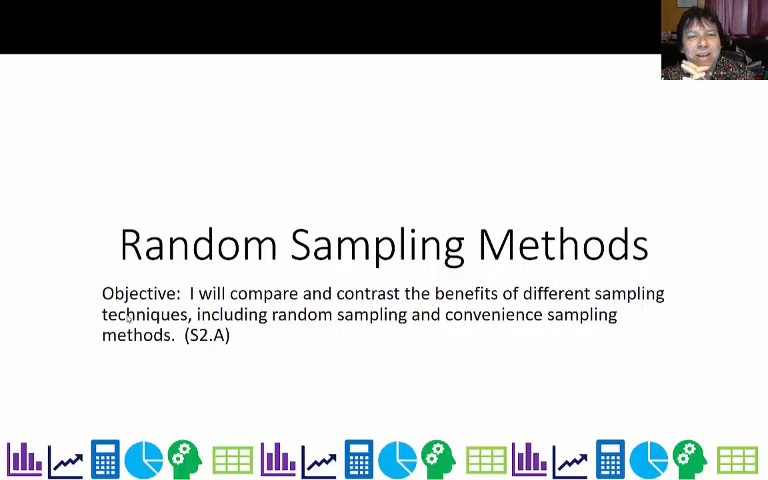 Random Sampling Methods
Objective:  I will compare and contrast the benefits of different sampling
techniques, including random sampling and convenience sampling
methods.  (S2.A)